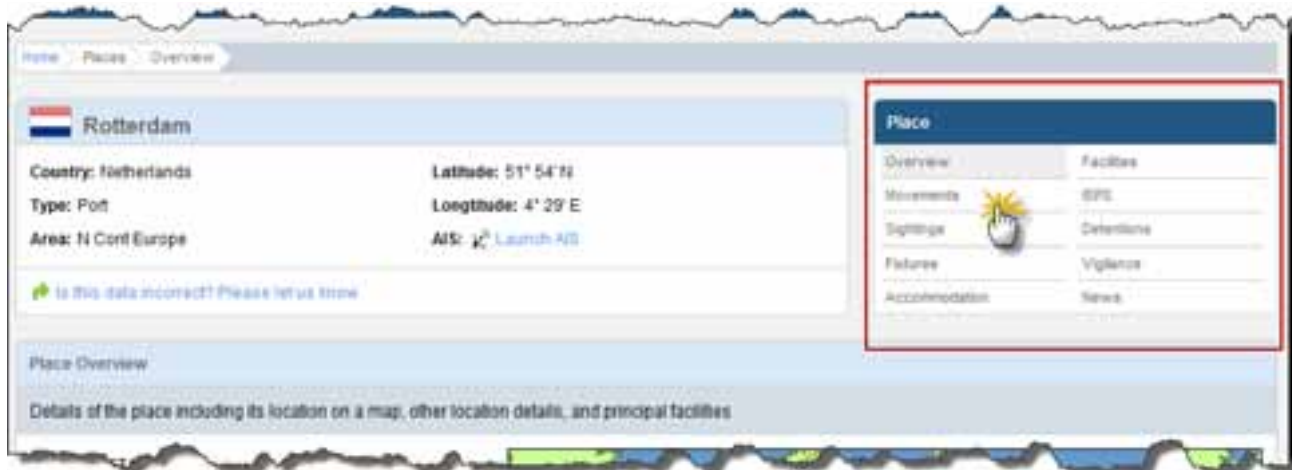 Home Places Overview
Rotterdam
Country: Netherlands
Type: Port
Area: N Cont Europe
Latitude: 51° 54' N
Longtitude: 4° 29' E
AIS: Launch AIS
Is this data incorrect? Please let us know
Place
Overview Facilities
Movements ISPS
Sightings Detentions
Fixtures Vigilance
Accommodation News
Place Overview
Details of the place including its location on a map, other location details, and principal facilities